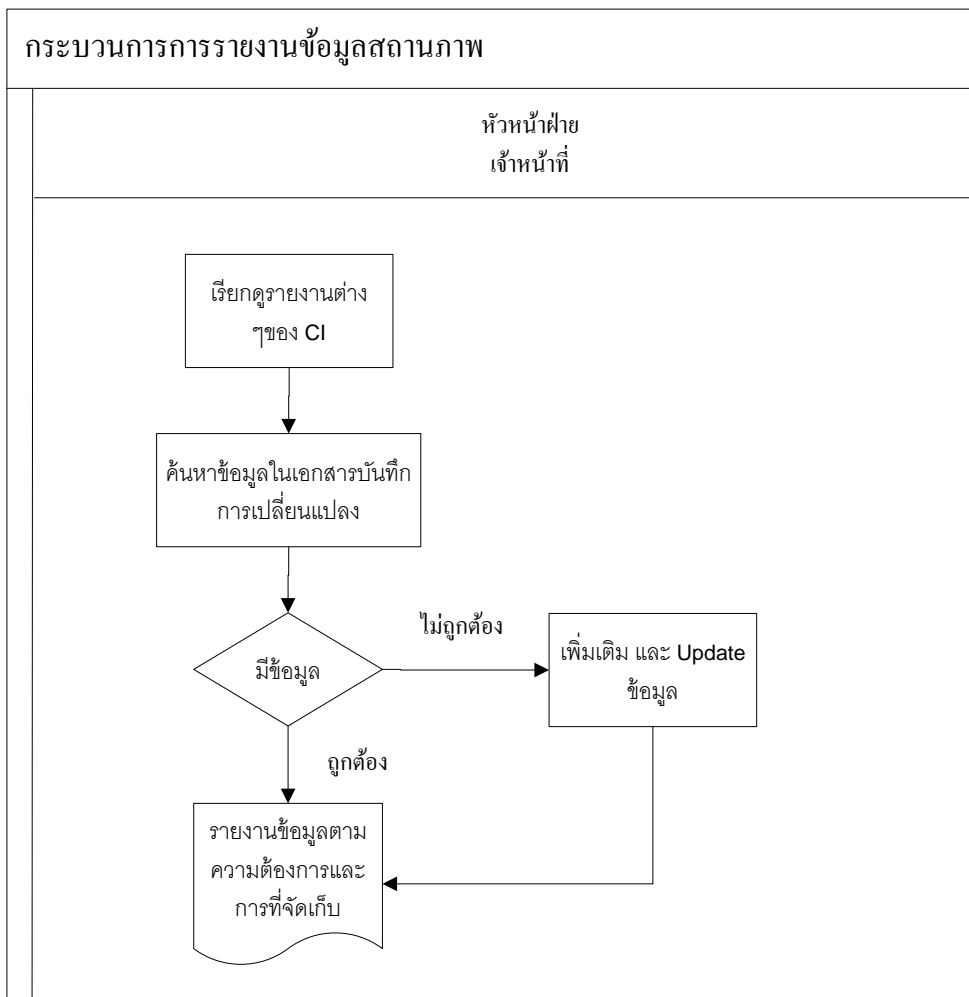 กระบวนการการรายงานข้อมูลสถานภาพ
หัวหน้าฝ่าย
เจ้าหน้าที่
เรียกดูรายงานต่าง
ๆของ CI
ค้นหาข้อมูลในเอกสารบันทึก
การเปลี่ยนแปลง
ไม่ถูกต้อง
มีข้อมูล
เพิ่มเติม และ Update
ข้อมูล
ถูกต้อง
รายงานข้อมูลตาม
ความต้องการและ
การที่จัดเก็บ